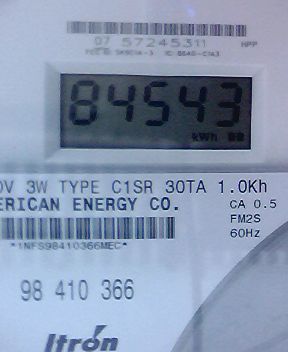 07 57245311 HPP
84543
kWh
0V 3W TYPE C1SR 30TA 1.0Kh
ERICAN ENERGY CO. CA 0.5
FM2S
60Hz
*1NFS98410366MEC*
98 410 366
Itron